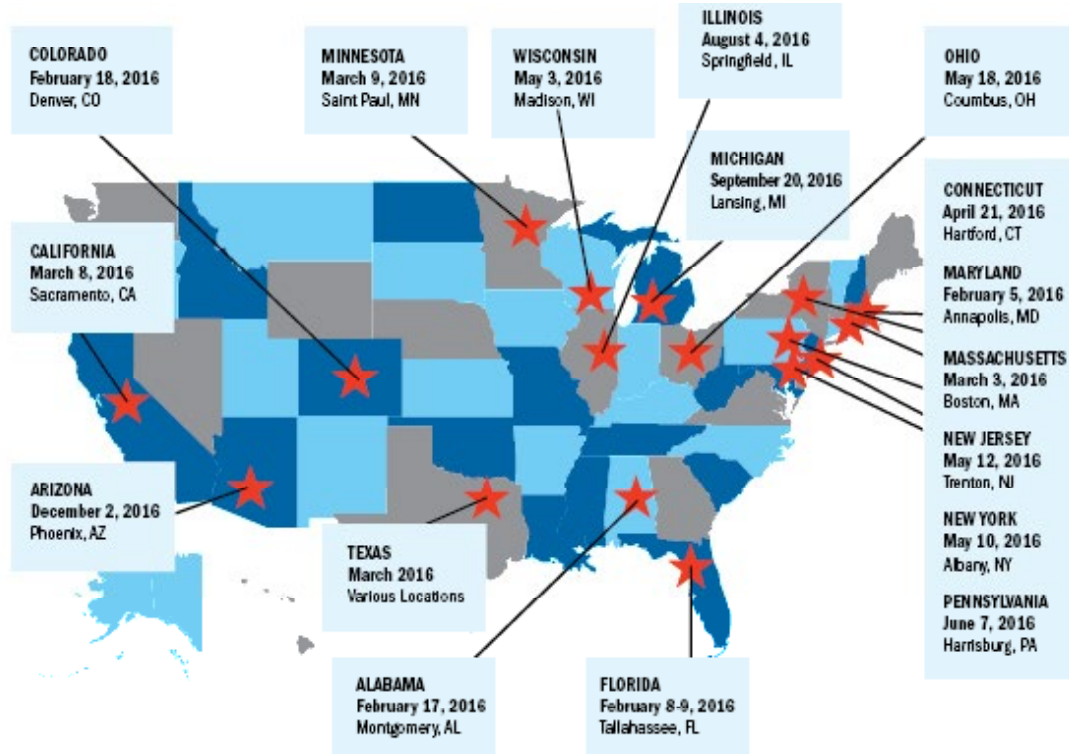 COLORADO
February 18, 2016
Denver, CO
MINNESOTA
March 9, 2016
Saint Paul, MN
WISCONSIN
May 3, 2016
Madison, WI
ILLINOIS
August 4, 2016
Springfield, IL
OHIO
May 18, 2016
Coumbus, OH
MICHIGAN
September 20, 2016
Lansing, MI
CALIFORNIA
March 8, 2016
Sacramento, CA
CONNECTICUT
April 21, 2016
Hartford, CT
MARYLAND
February 5, 2016
Annapolis, MD
MASSACHUSETTS
March 3, 2016
Boston, MA
NEW JERSEY
May 12, 2016
Trenton, NJ
NEW YORK
May 10, 2016
Albany, NY
PENNSYLVANIA
June 7, 2016
Harrisburg, PA
ARIZONA
December 2, 2016
Phoenix, AZ
TEXAS
March 2016
Various Locations
ALABAMA
February 17, 2016
Montgomery, AL
FLORIDA
February 8-9, 2016
Tallahassee, FL